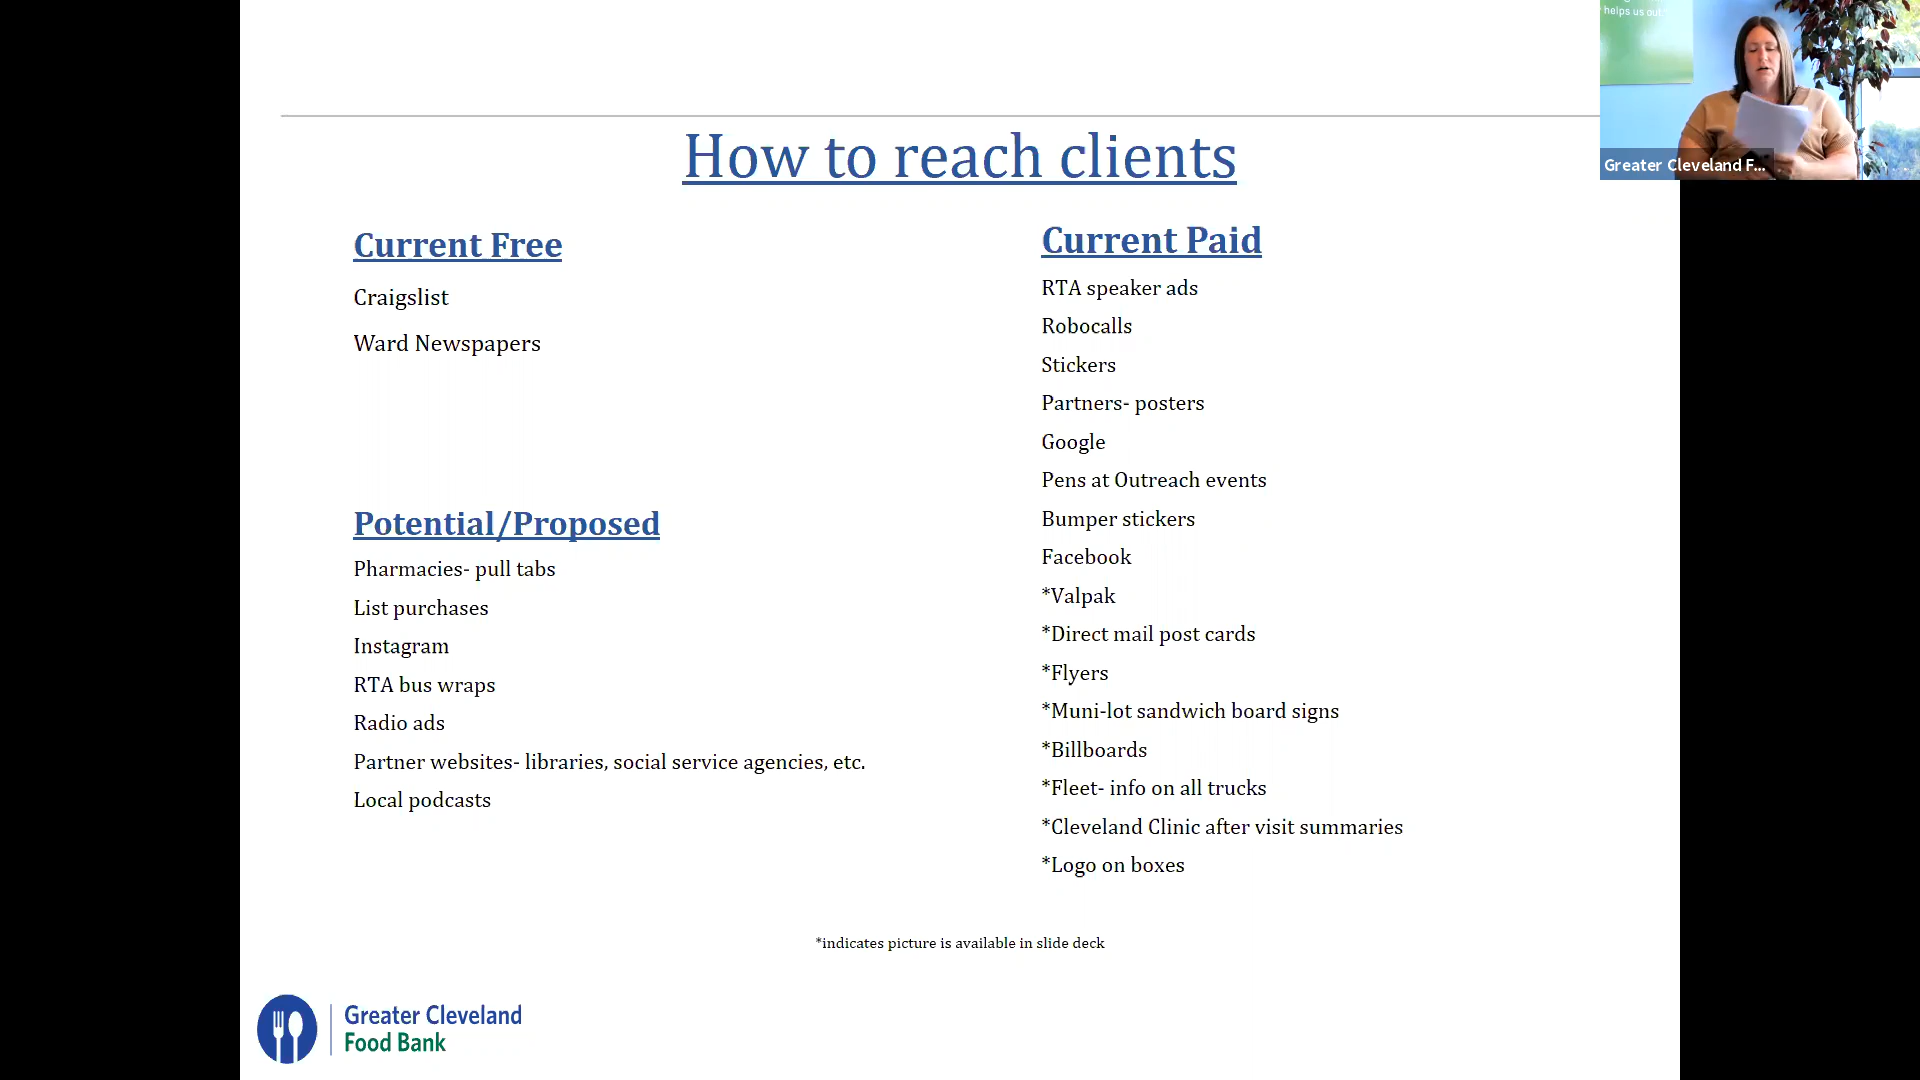 helps us out
Greater Cleveland F...
How to reach clients
Current Free
Craigslist
Ward Newspapers
Potential/Proposed
Pharmacies- pull tabs
List purchases
Instagram
RTA bus wraps
Radio ads
Partner websites- libraries, social service agencies, etc.
Local podcasts
Current Paid
RTA speaker ads
Robocalls
Stickers
Partners- posters
Google
Pens at Outreach events
Bumper stickers
Facebook
*Valpak
*Direct mail post cards
*Flyers
*Muni-lot sandwich board signs
*Billboards
*Fleet- info on all trucks
*Cleveland Clinic after visit summaries
*Logo on boxes
*indicates picture is available in slide deck
Greater Cleveland
Food Bank